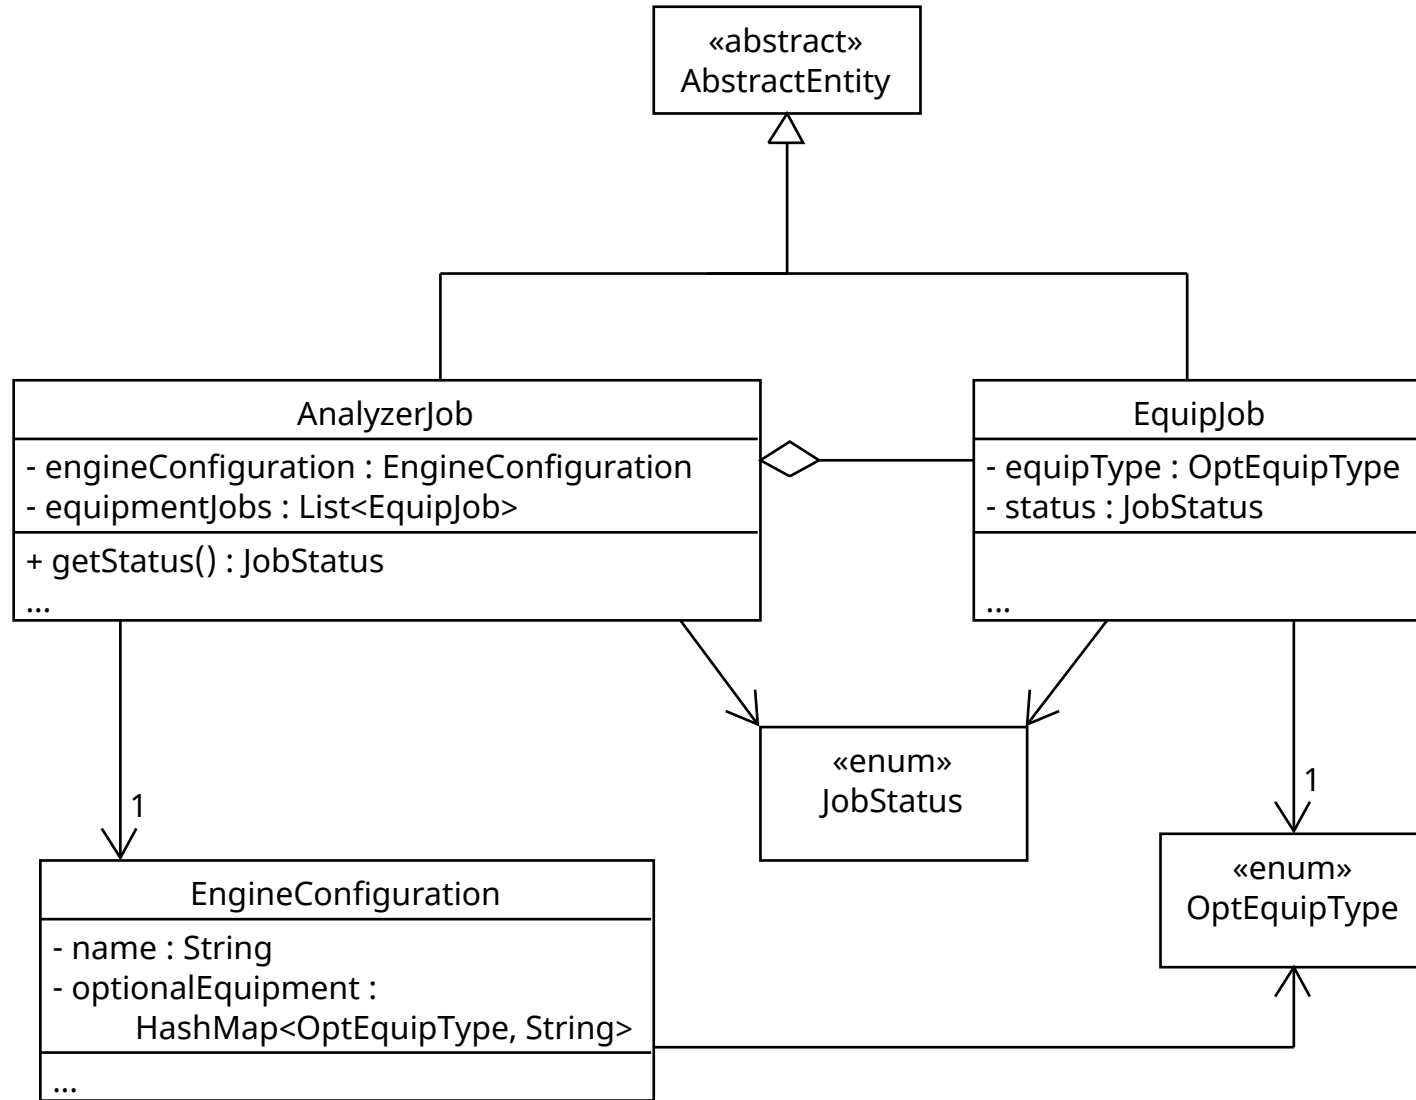 «abstract»
AbstractEntity
AnalyzerJob
- engineConfiguration : EngineConfiguration
- equipmentJobs : List<EquipJob>
+ getStatus() : JobStatus
...
EquipJob
- equipType : OptEquipType
- status : JobStatus
...
1
«enum»
JobStatus
1
«enum»
OptEquipType
EngineConfiguration
- name : String
- optionalEquipment :
HashMap<OptEquipType, String>
...